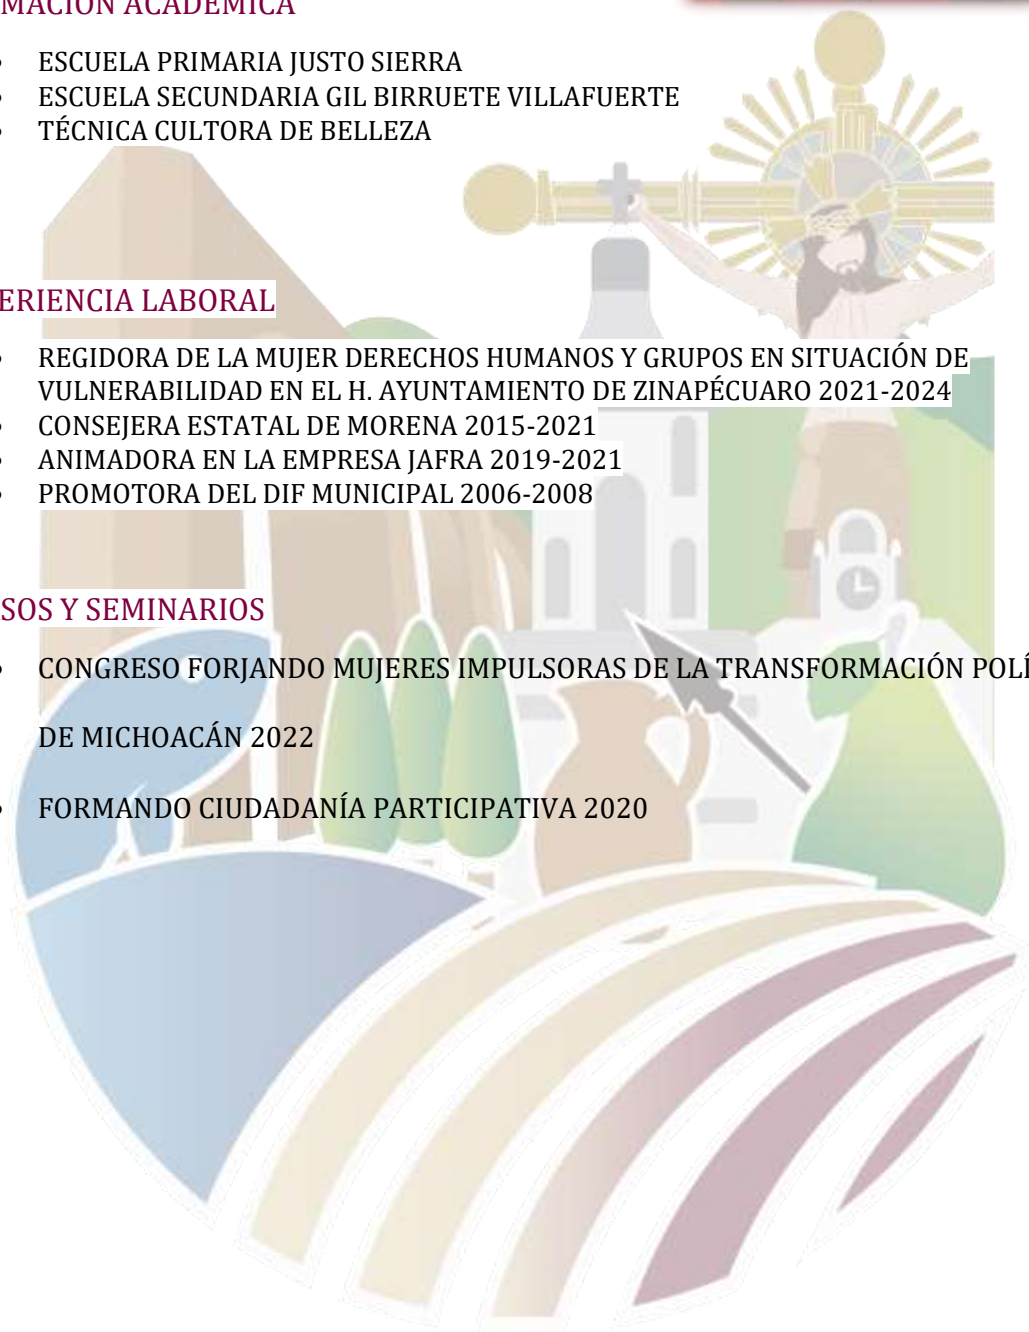 MACIÓN ACADÉMICA
• ESCUELA PRIMARIA JUSTO SIERRA
• ESCUELA SECUNDARIA GIL BIRRUETE VILLAFUERTE
• TÉCNICA CULTORA DE BELLEZA
ERIENCIA LABORAL
• REGIDORA DE LA MUJER DERECHOS HUMANOS Y GRUPOS EN SITUACIÓN DE
VULNERABILIDAD EN EL H. AYUNTAMIENTO DE ZINAPÉCUARO 2021-2024
• CONSEJERA ESTATAL DE MORENA 2015-2021
• ANIMADORA EN LA EMPRESA JAFRA 2019-2021
• PROMOTORA DEL DIF MUNICIPAL 2006-2008
SOS Y SEMINARIOS
• CONGRESO FORJANDO MUJERES IMPULSORAS DE LA TRANSFORMACIÓN POLÍ
DE MICHOACÁN 2022
• FORMANDO CIUDADANÍA PARTICIPATIVA 2020